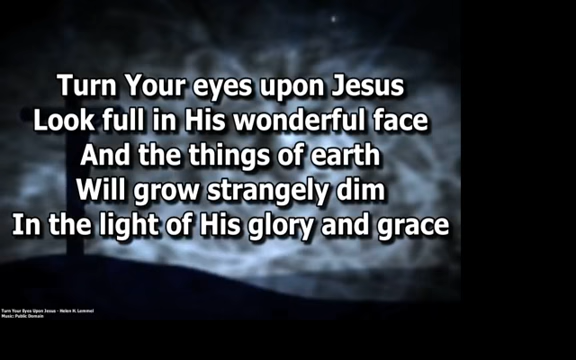 Turn Your eyes upon Jesus
Look full in His wonderful face
And the things of earth
Will grow strangely dim
In the light of His glory and grace
Turn Your Eyes Upon Jesus - Helen H. Lemmel
Music: Public Domain